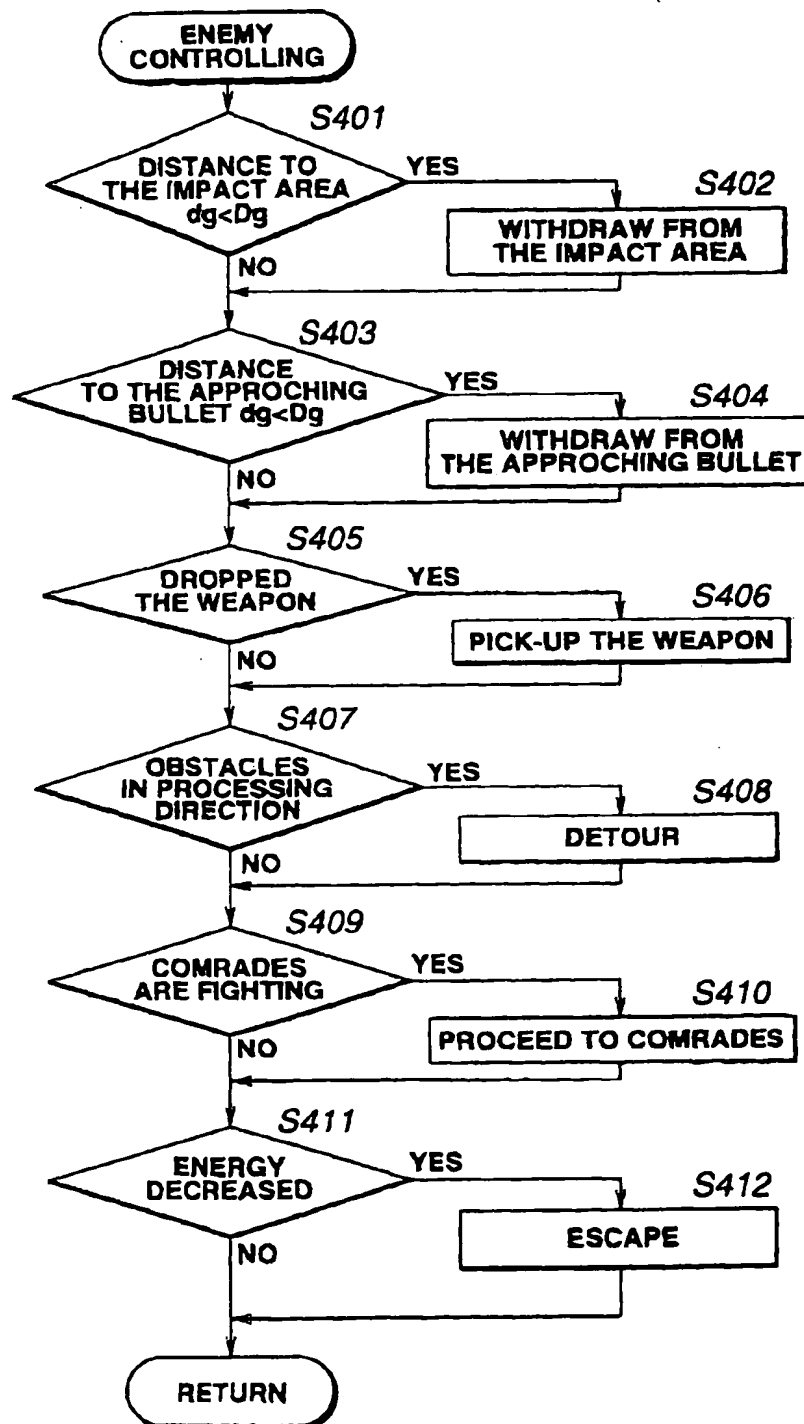 ENEMY
CONTROLLING
S401
DISTANCE TO
THE IMPACT AREA
dg<Dg
YES
S402
WITHDRAW FROM
THE IMPACT AREA
NO
S403
DISTANCE
TO THE APPROCHING
BULLET dg<Dg
YES
S404
WITHDRAW FROM
THE APPROCHING BULLET
NO
S405
DROPPED
THE WEAPON
YES
S406
PICK-UP THE WEAPON
NO
S407
OBSTACLES
IN PROCESSING
DIRECTION
YES
S408
DETOUR
NO
S409
COMRADES
ARE FIGHTING
YES
S410
PROCEED TO COMRADES
NO
S411
ENERGY
DECREASED
YES
S412
ESCAPE
NO
RETURN